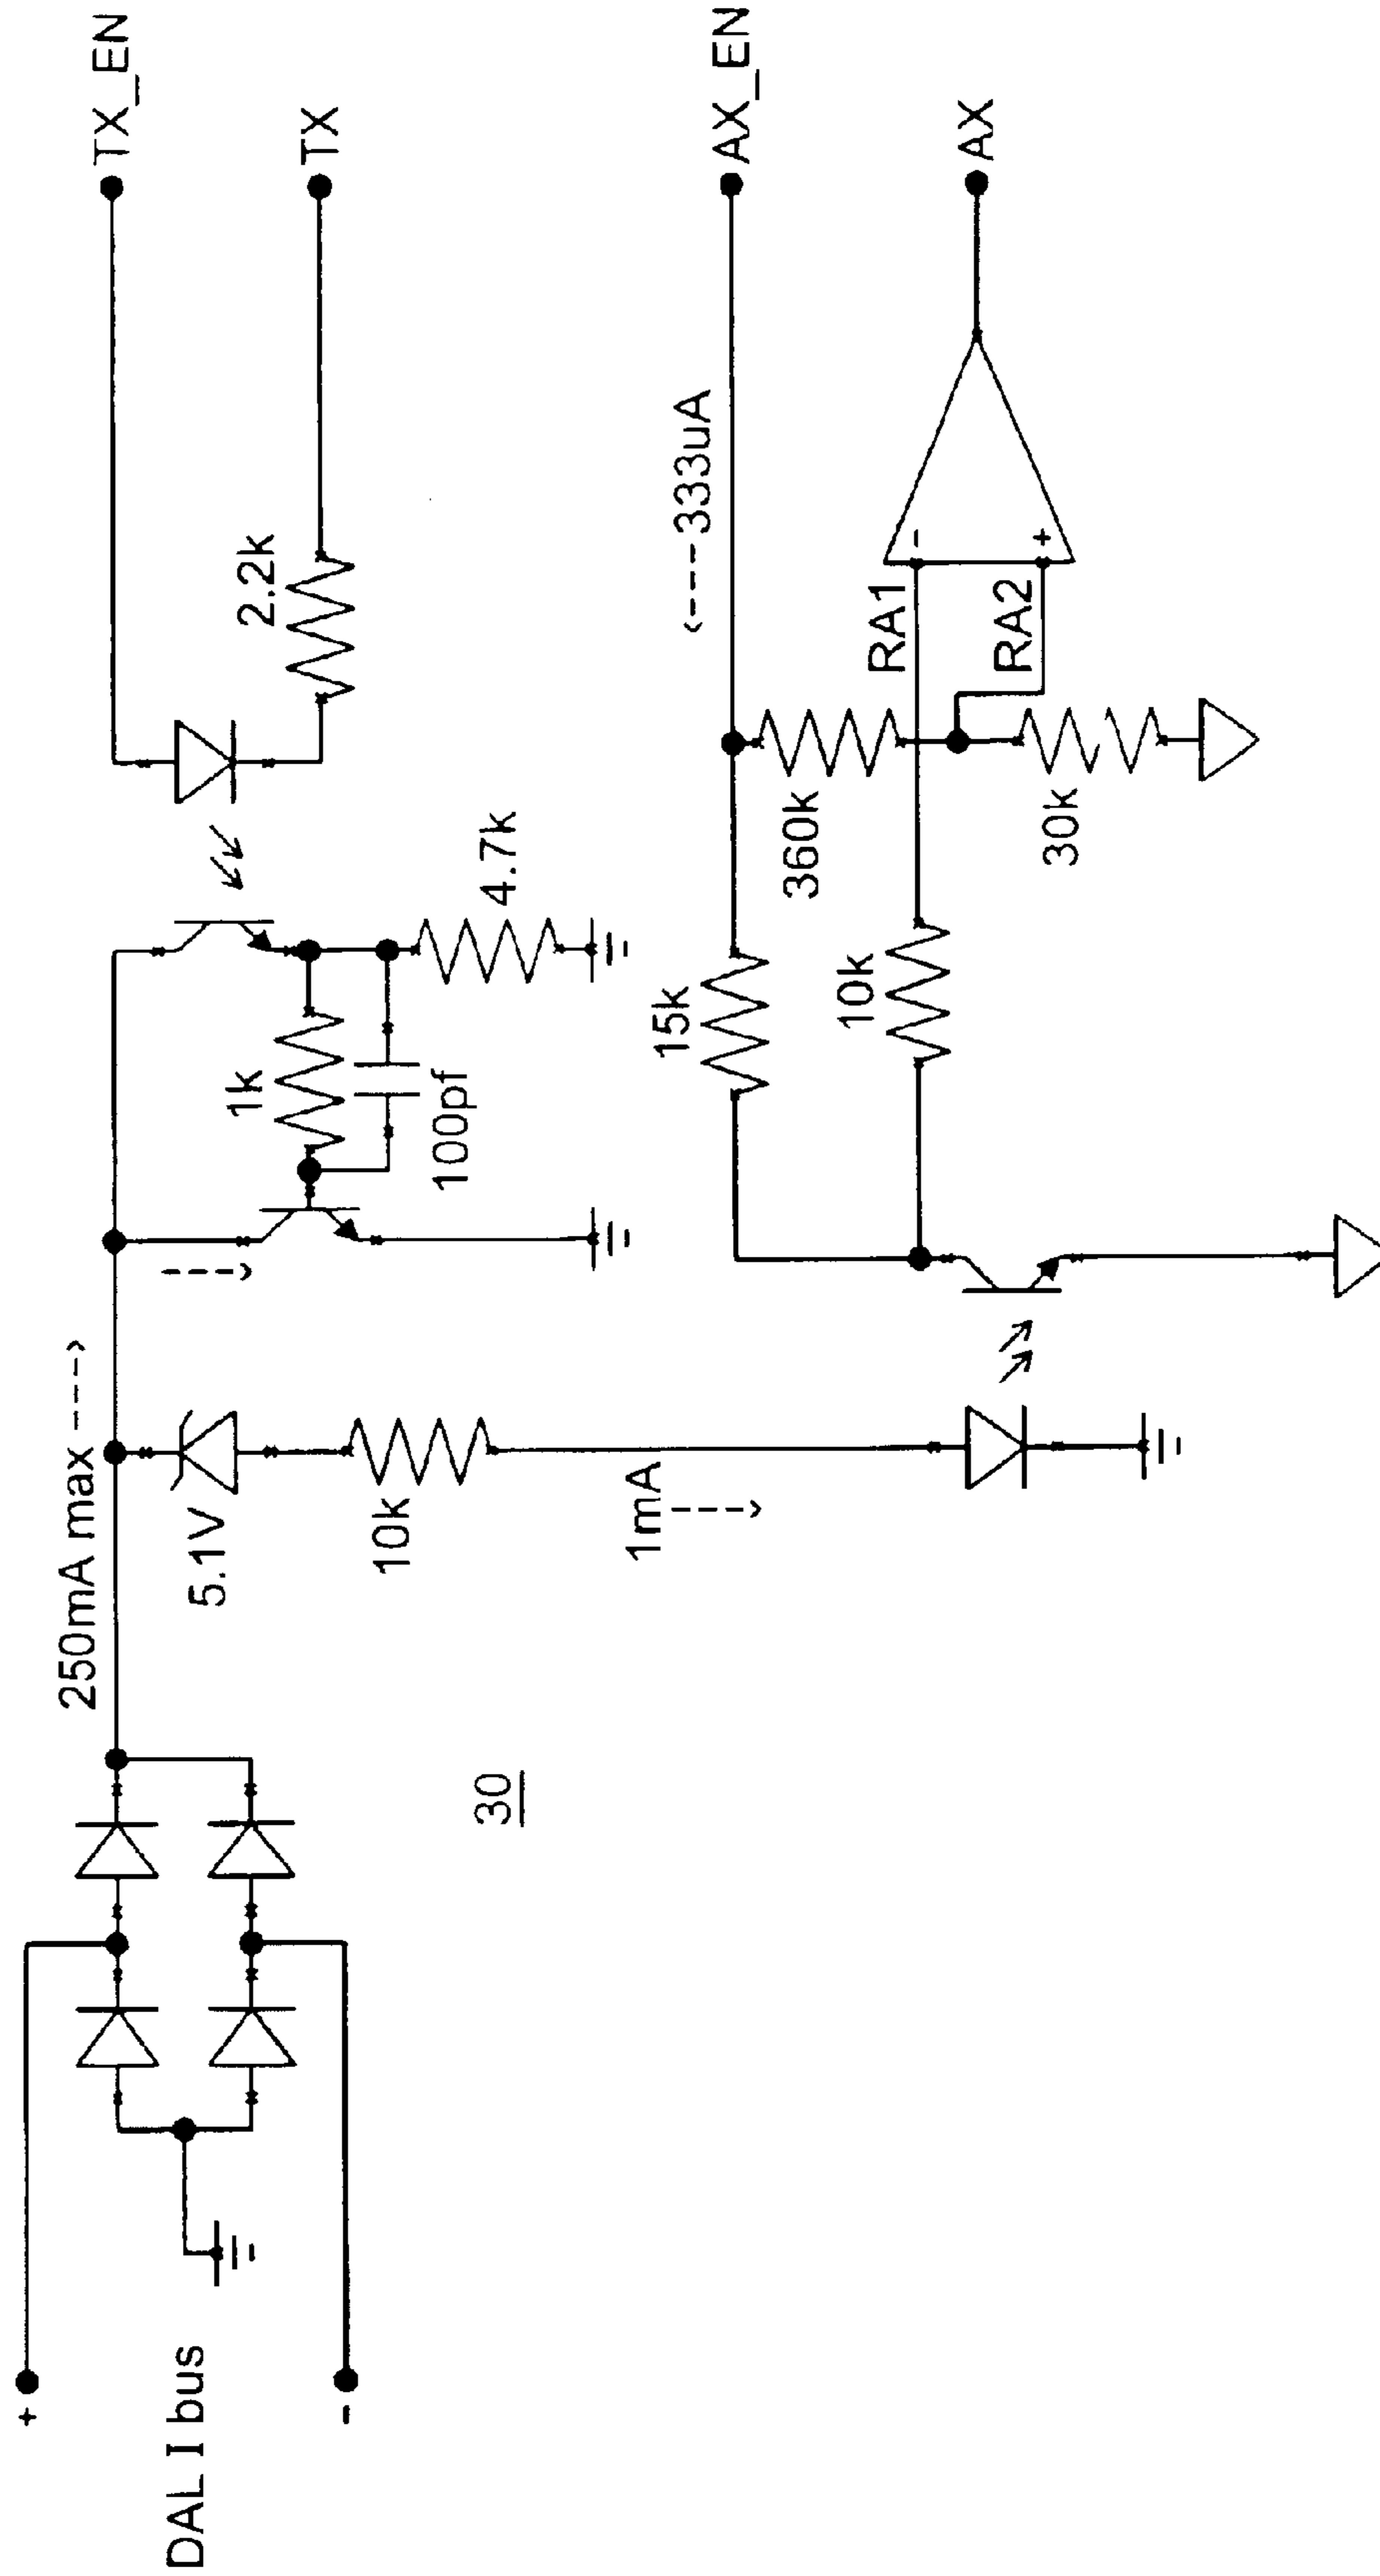 +
DAL I bus
-
250mA max --->
5.1V
10k
1mA
--->
--->
1k
100pf
4.7k
2.2k
TX_EN
TX
15k
10k
360k
30k
<---333uA
RA1
RA2
-
+
AX_EN
AX
30